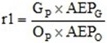 r1 = G_P × AEP_G / O_P × AEP_O